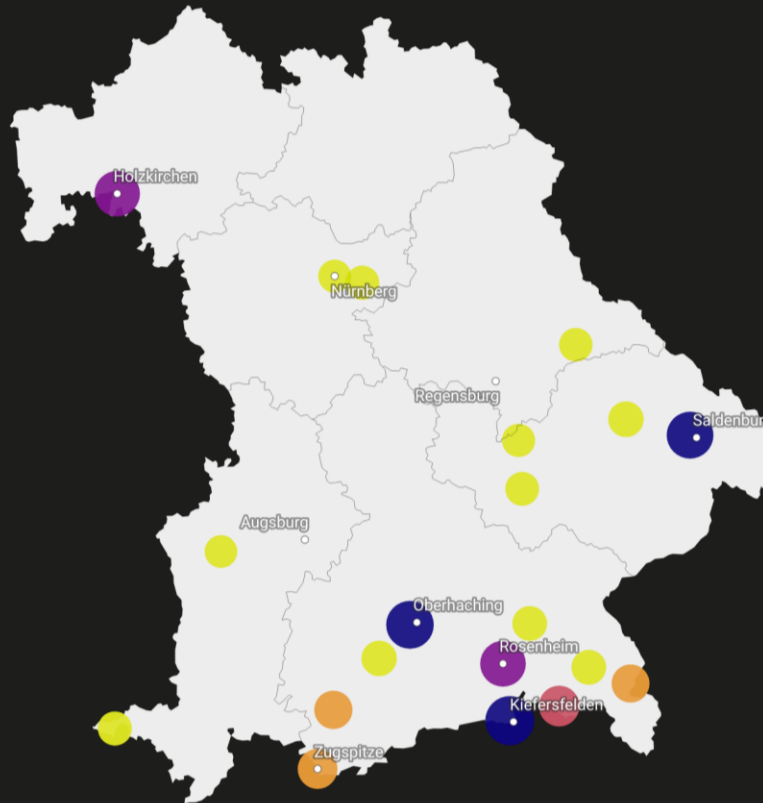 Holzkirchen
Nürnberg
Regensburg
Saldenbur
Augsburg
Oberhaching
Rosenheim
Kiefersfelden
Zugspitze